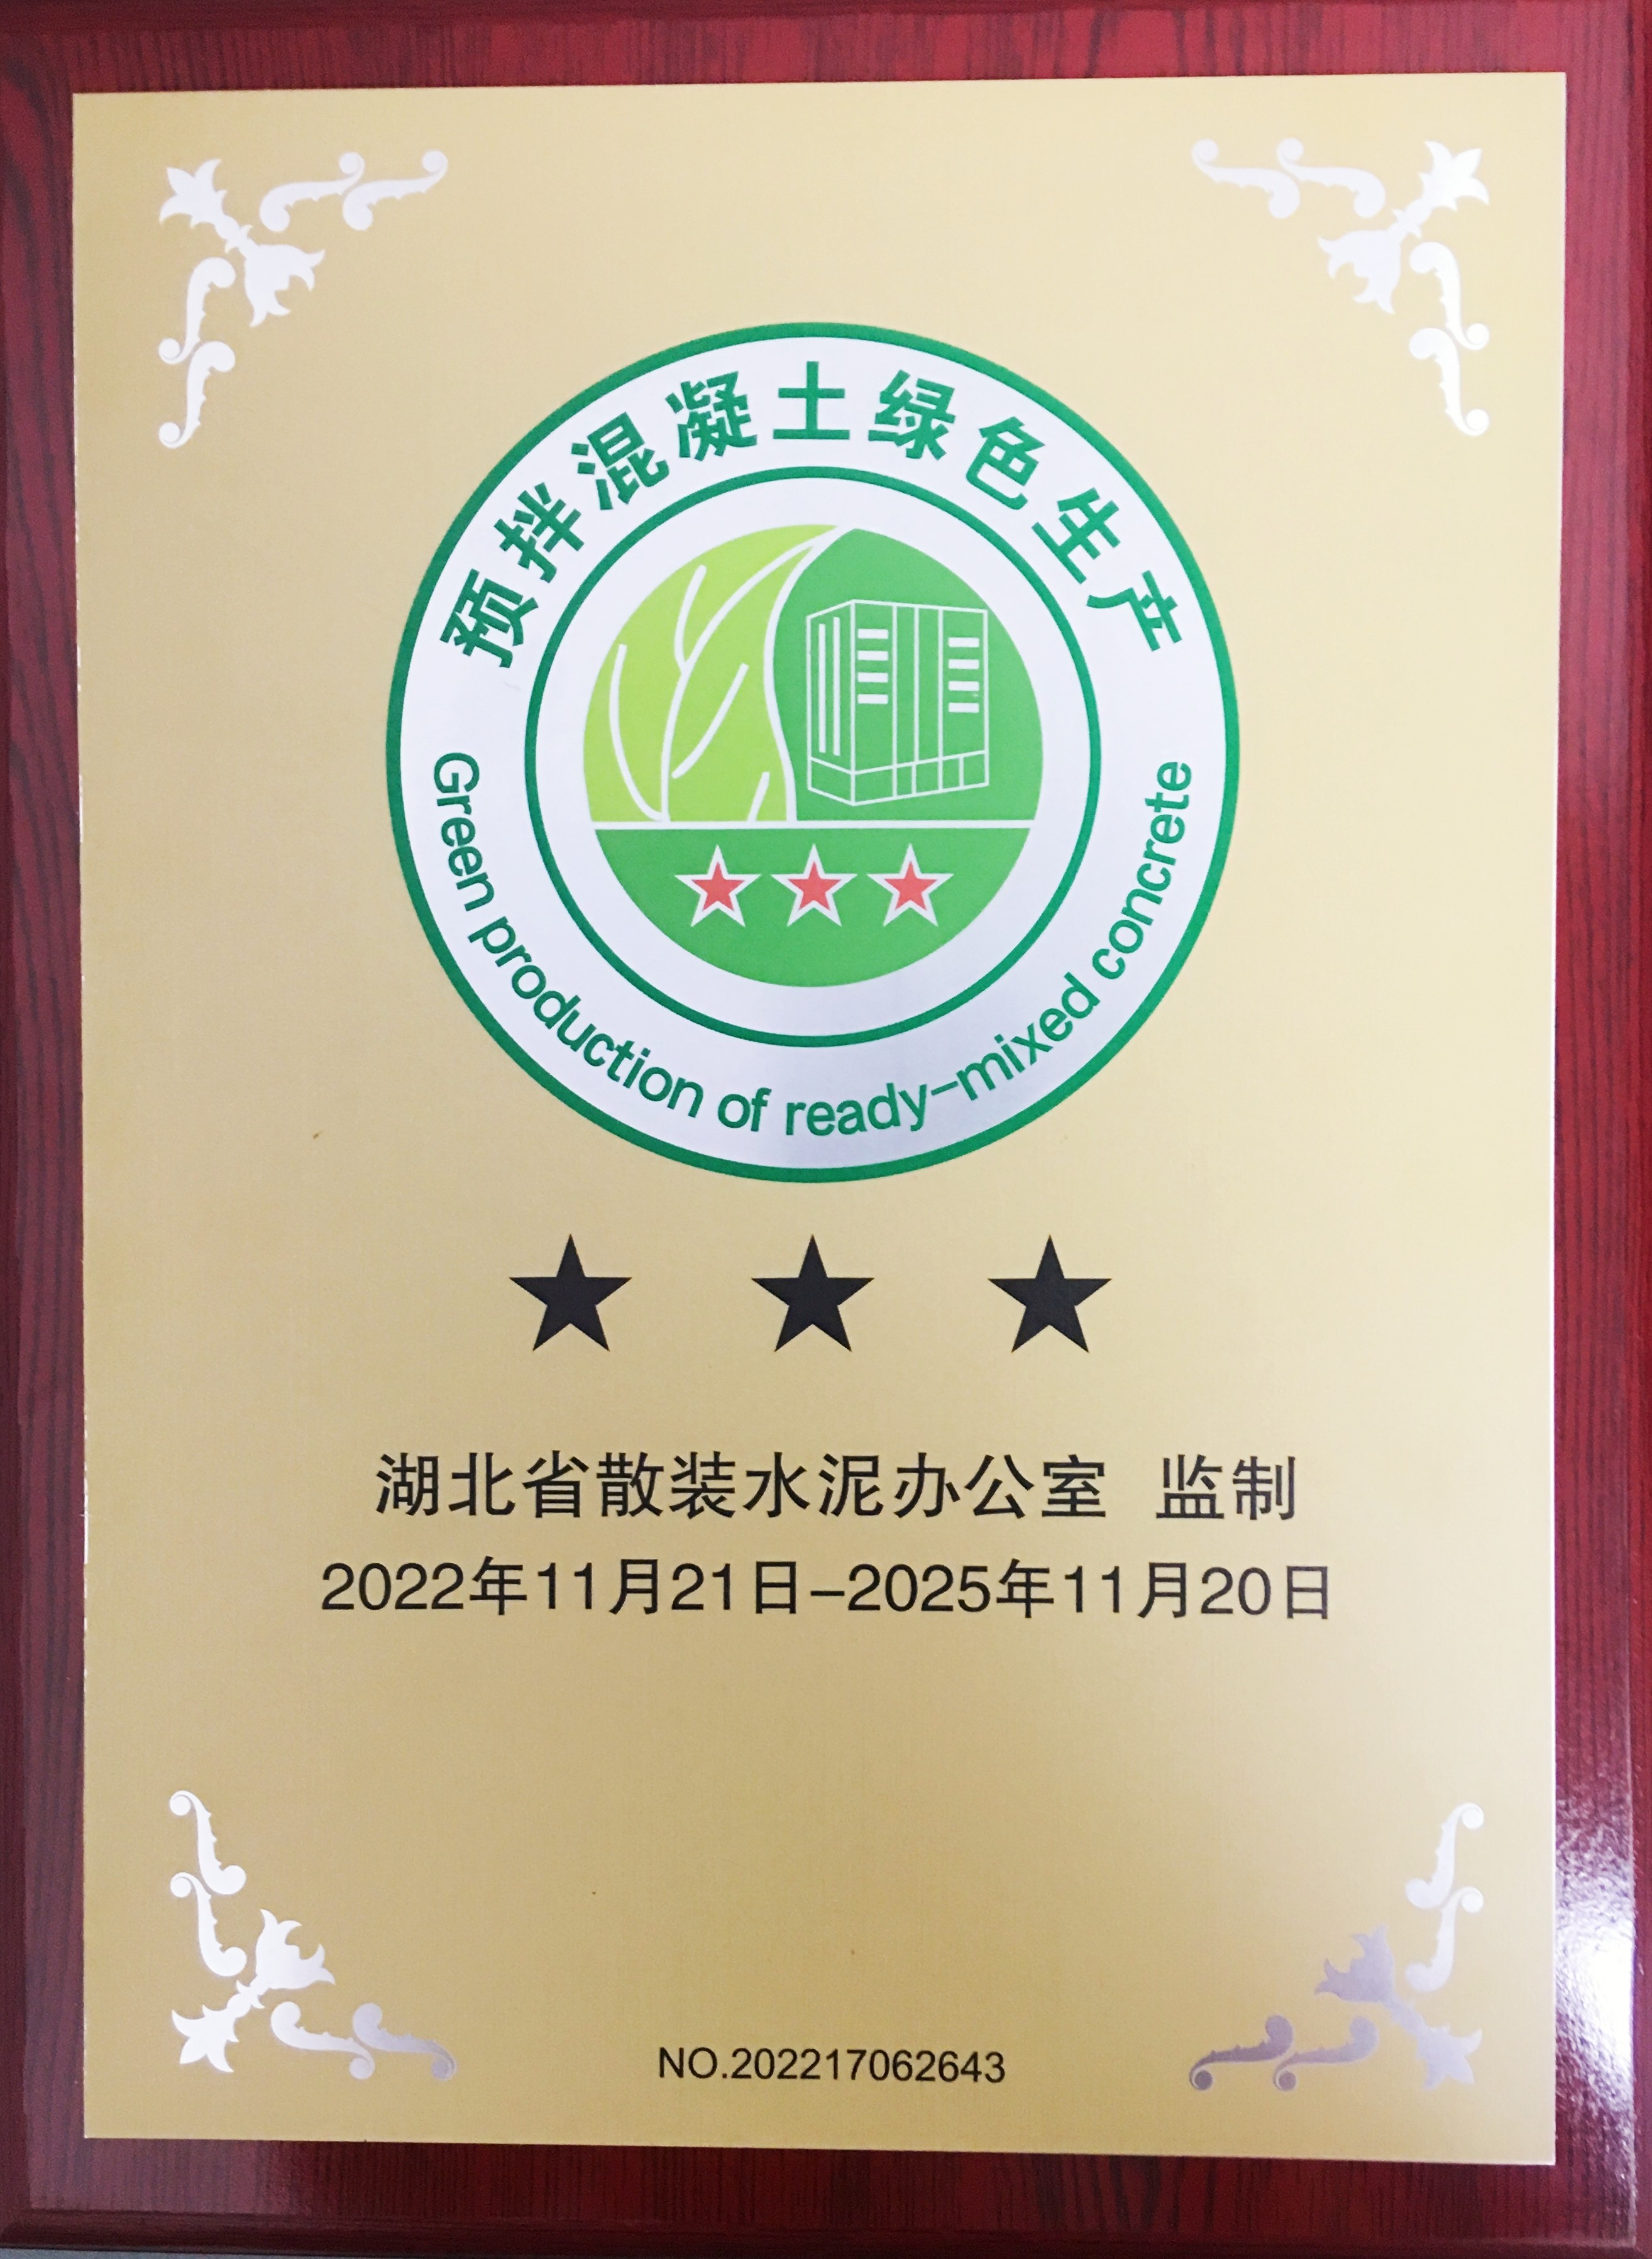 预拌混凝土绿色生产
Green production of ready-mixed concrete
湖北省散装水泥办公室 监制
2022年11月21日-2025年11月20日
NO.202217062643